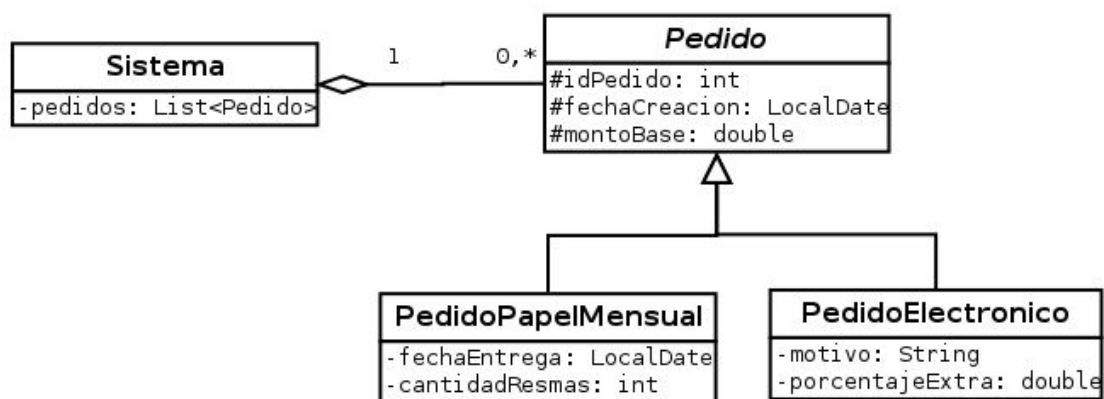 Sistema
-pedidos: List<Pedido>
1
0,*
Pedido
#idPedido: int
#fechaCreacion: LocalDate
#montoBase: double
PedidoPapelMensual
-fechaEntrega: LocalDate
-cantidadResmas: int
PedidoElectronico
-motivo: String
-porcentajeExtra: double